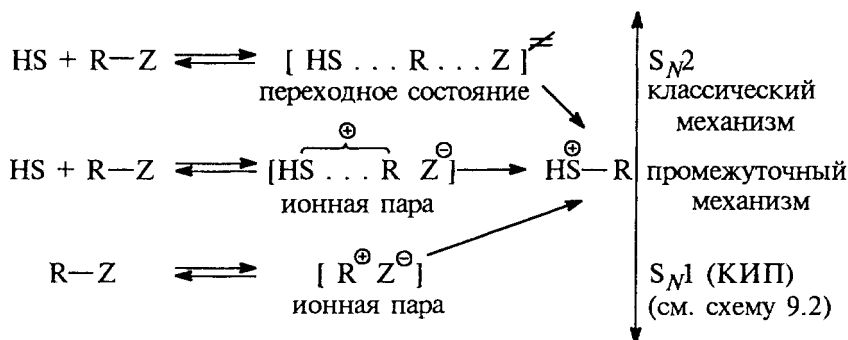 HS + R—Z ⇌ [ HS . . . R . . . Z ]≠ S_N2
переходное состояние классический
механизм
HS + R—Z ⇌ [HS . . . R Z⊖] → HS—R промежуточный
⊕ ⊕
ионная пара механизм
R—Z ⇌ [ R⊕ Z⊖ ] S_N1 (КИП)
ионная пара (см. схему 9.2)